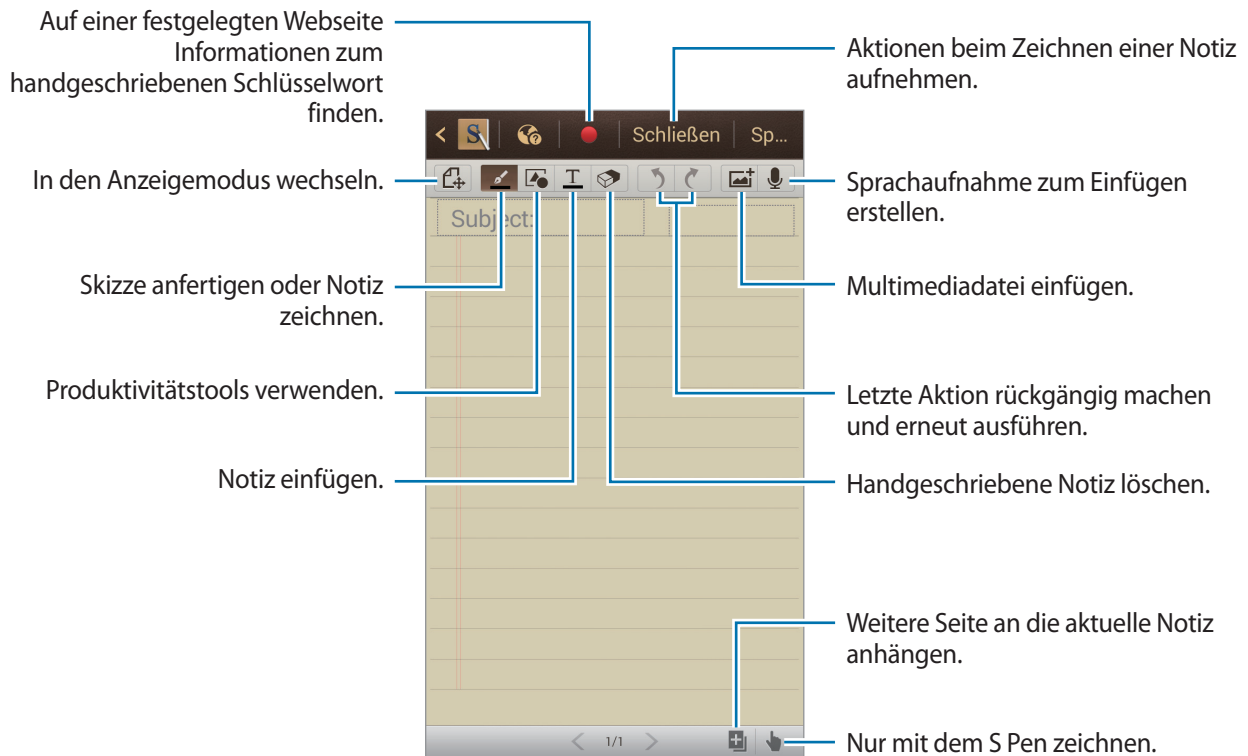 Auf einer festgelegten Webseite
Informationen zum
handgeschriebenen Schlüsselwort
finden.
Aktionen beim Zeichnen einer Notiz
aufnehmen.
S
Schließen
Sp...
In den Anzeigemodus wechseln.
T
Sprachaufnahme zum Einfügen
erstellen.
Subject:
Skizze anfertigen oder Notiz
zeichnen.
Multimediadatei einfügen.
Produktivitätstools verwenden.
Letzte Aktion rückgängig machen
und erneut ausführen.
Notiz einfügen.
Handgeschriebene Notiz löschen.
Weitere Seite an die aktuelle Notiz
anhängen.
1/1
Nur mit dem S Pen zeichnen.